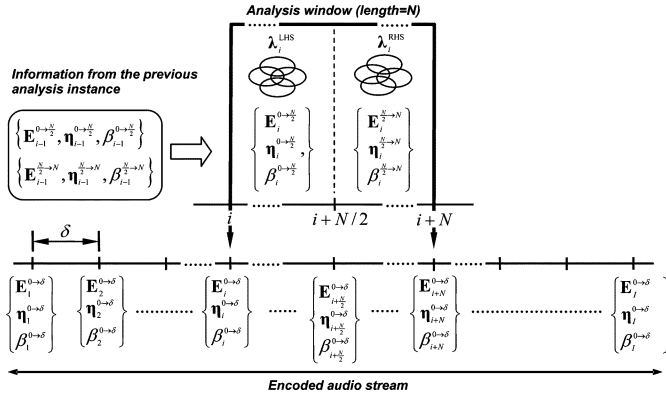 Analysis window (length=N)
λ_i^LHS λ_i^RHS
Information from the previous
analysis instance
{E_{i-1}^{0→N/2}, η_{i-1}^{0→N/2}, β_{i-1}^{0→N/2}}
{E_{i-1}^{N/2→N}, η_{i-1}^{N/2→N}, β_{i-1}^{N/2→N}}
E_i^{0→N/2} E_i^{N/2→N}
η_i^{0→N/2}, η_i^{N/2→N}
β_i^{0→N/2} β_i^{N/2→N}
i i+N/2 i+N
δ
E_1^{0→δ} E_2^{0→δ} E_i^{0→δ} E_{i+N/2}^{0→δ} E_{i+N}^{0→δ} E_I^{0→δ}
η_1^{0→δ} η_2^{0→δ} η_i^{0→δ} η_{i+N/2}^{0→δ} η_{i+N}^{0→δ} η_I^{0→δ}
β_1^{0→δ} β_2^{0→δ} β_i^{0→δ} β_{i+N/2}^{0→δ} β_{i+N}^{0→δ} β_I^{0→δ}
Encoded audio stream